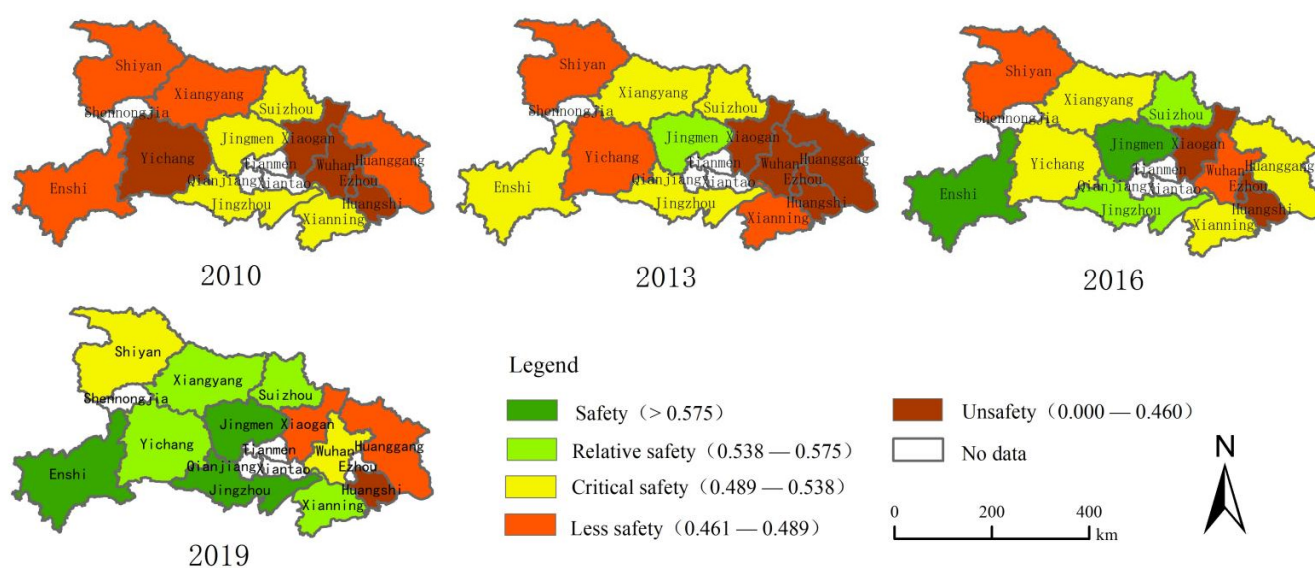 Shiyan
Shennongjia
Xiangyang
Suizhou
Yichang
Jingmen
Xiaogan
Tianmen
Wuhan
Huanggang
Enshi
Qianjiang
Xiantao
Ezhou
Jingzhou
Huangshi
Xianning
2010
Shiyan
Shennongjia
Xiangyang
Suizhou
Yichang
Jingmen
Xiaogan
Tianmen
Wuhan
Huanggang
Enshi
Qianjiang
Xiantao
Ezhou
Jingzhou
Huangshi
Xianning
2013
Shiyan
Shennongjia
Xiangyang
Suizhou
Yichang
Jingmen
Xiaogan
Tianmen
Wuhan
Huanggang
Enshi
Qianjiang
Xiantao
Ezhou
Jingzhou
Huangshi
Xianning
2016
Shiyan
Shennongjia
Xiangyang
Suizhou
Yichang
Jingmen
Xiaogan
Tianmen
Wuhan
Huanggang
Enshi
Qianjiang
Xiantao
Ezhou
Jingzhou
Huangshi
Xianning
2019
Legend
Safety（> 0.575）
Relative safety（0.538 — 0.575）
Critical safety（0.489 — 0.538）
Less safety（0.461 — 0.489）
Unsafety（0.000 — 0.460）
No data
0 200 400
km
N